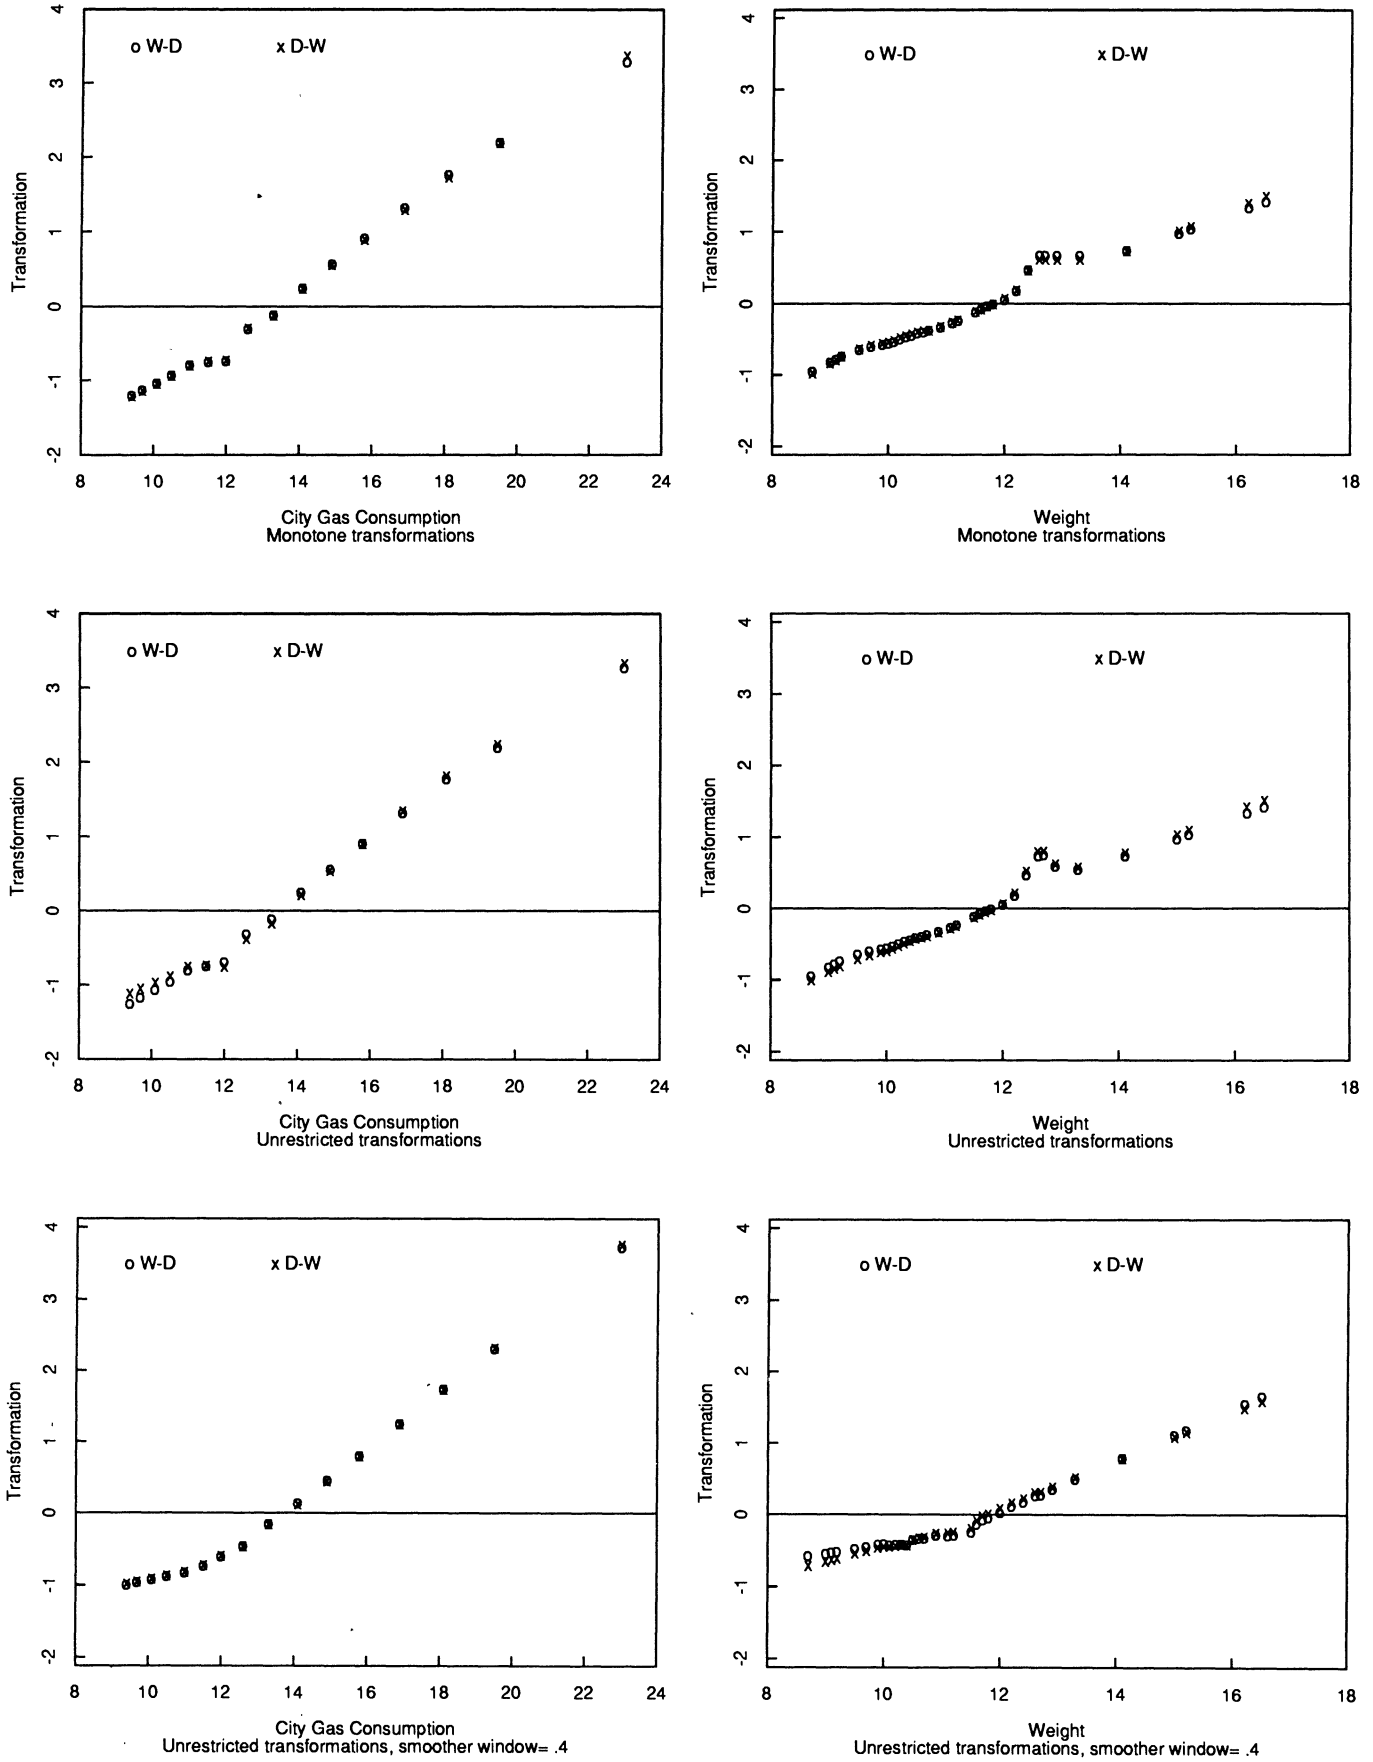 4
3
2
1
0
-1
-2
Transformation
o W-D x D-W
8 10 12 14 16 18 20 22 24
City Gas Consumption
Monotone transformations
4
3
2
1
0
-1
-2
Transformation
o W-D x D-W
8 10 12 14 16 18
Weight
Monotone transformations
4
3
2
1
0
-1
-2
Transformation
o W-D x D-W
8 10 12 14 16 18 20 22 24
City Gas Consumption
Unrestricted transformations
4
3
2
1
0
-1
-2
Transformation
o W-D x D-W
8 10 12 14 16 18
Weight
Unrestricted transformations
4
3
2
1
0
-1
-2
Transformation
o W-D x D-W
8 10 12 14 16 18 20 22 24
City Gas Consumption
Unrestricted transformations, smoother window= .4
4
3
2
1
0
-1
-2
Transformation
o W-D x D-W
8 10 12 14 16 18
Weight
Unrestricted transformations, smoother window= .4